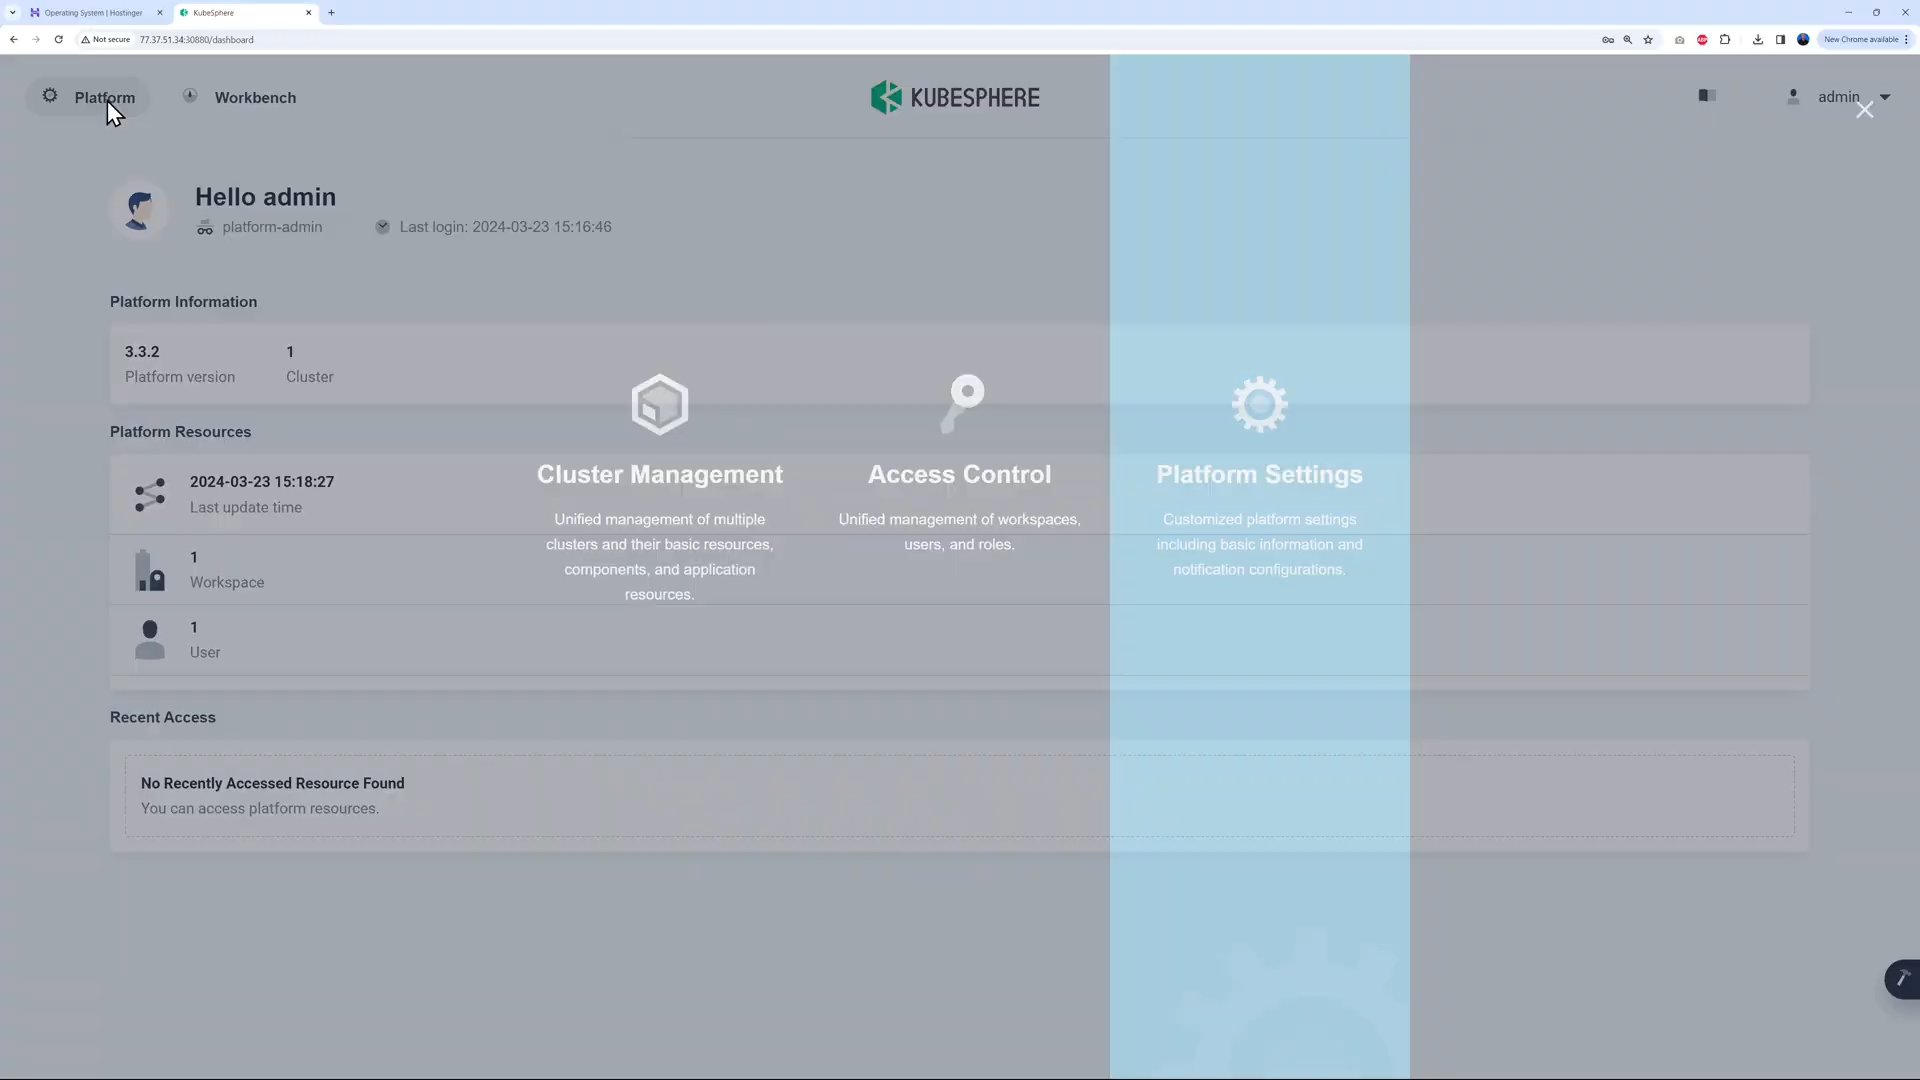 Operating System | Hostinger
KubeSphere
Not secure
77.37.51.34:30880/dashboard
ABP
New Chrome available
Platform
Workbench
KUBESPHERE
admin
Hello admin
platform-admin
Last login: 2024-03-23 15:16:46
Platform Information
3.3.2
Platform version
1
Cluster
Platform Resources
2024-03-23 15:18:27
Last update time
1
Workspace
1
User
Cluster Management
Unified management of multiple
clusters and their basic resources,
components, and application
resources.
Access Control
Unified management of workspaces,
users, and roles.
Platform Settings
Customized platform settings
including basic information and
notification configurations.
Recent Access
No Recently Accessed Resource Found
You can access platform resources.